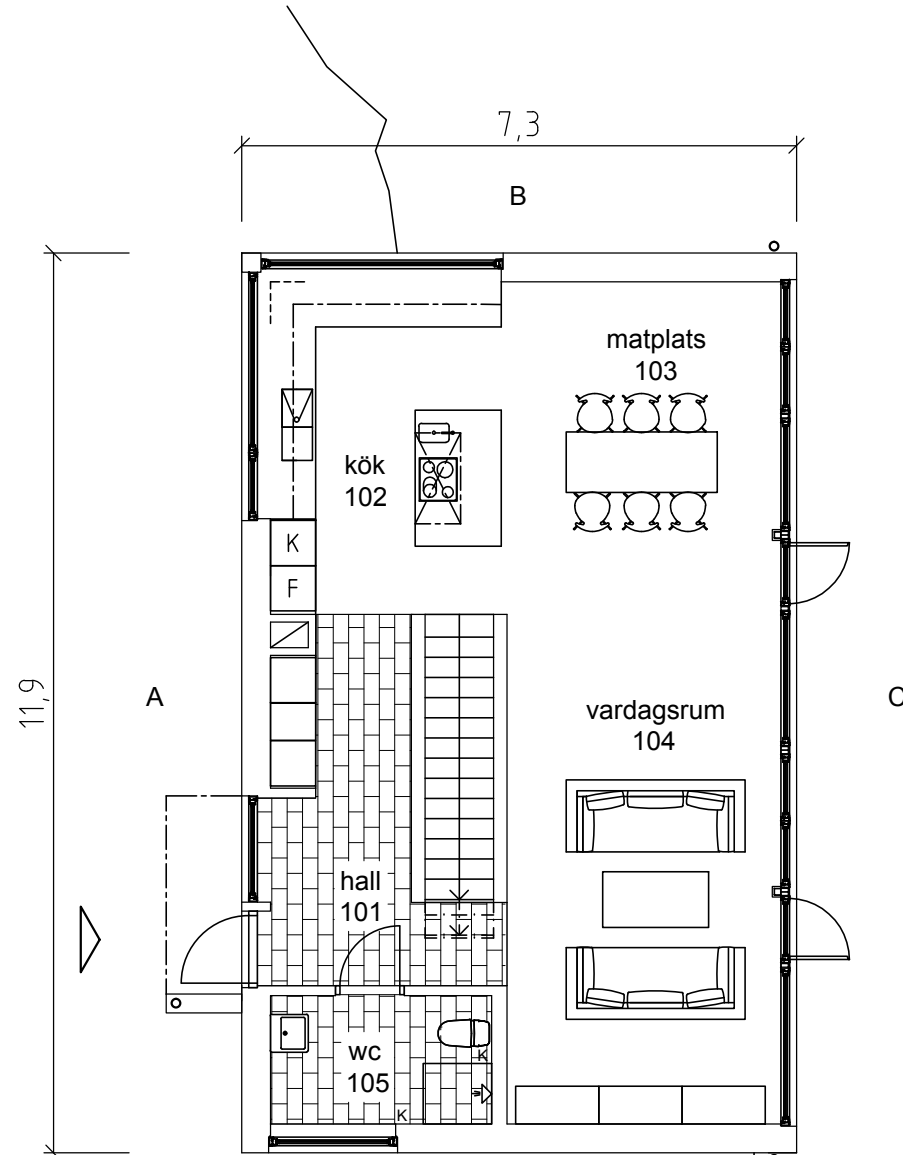 7,3
B
matplats
103
kök
102
K
F
11,9
A
C
vardagsrum
104
hall
101
wc
105
K
K